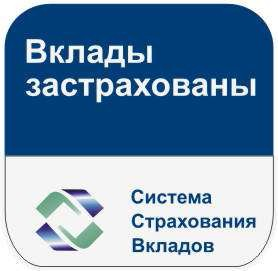 Вклады
застрахованы
Система
Страхования
Вкладов